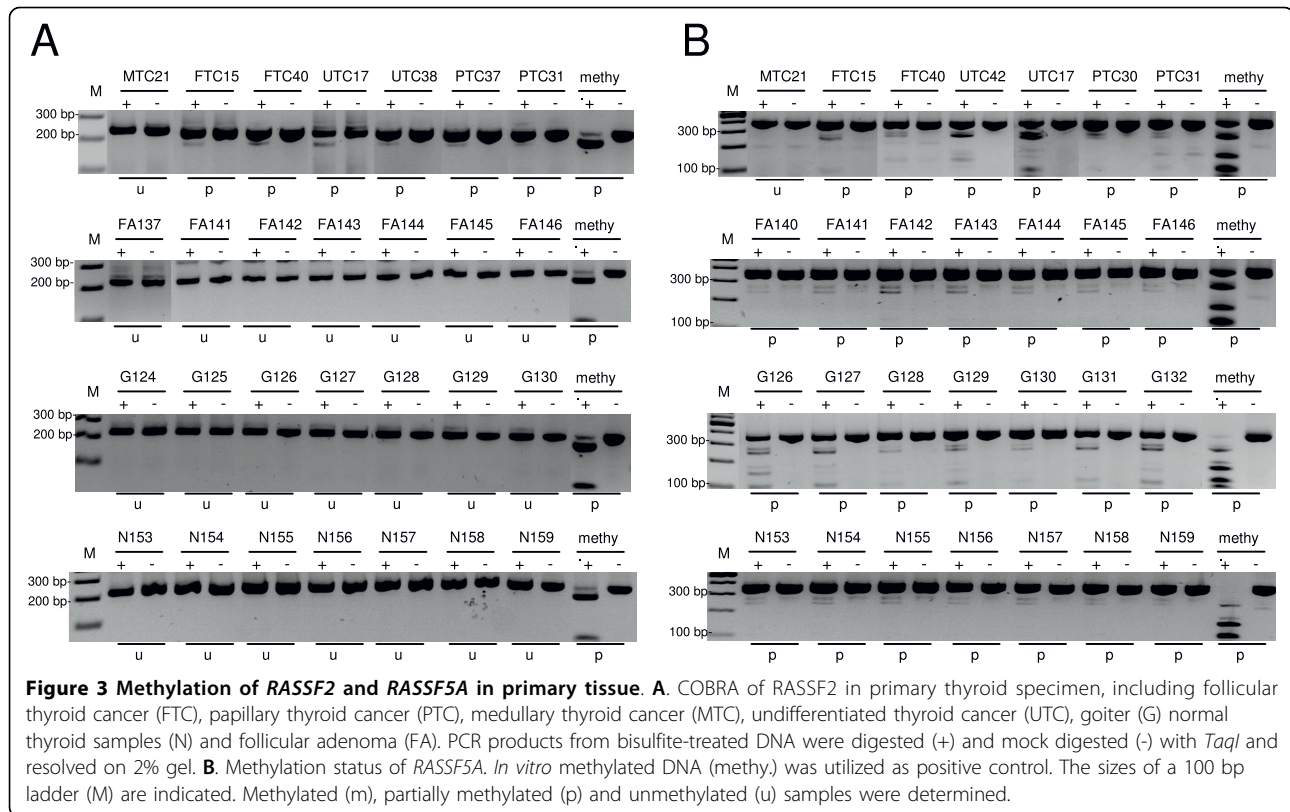 A
MTC21 FTC15 FTC40 UTC17 UTC38 PTC37 PTC31 methy
M + - + - + - + - + - + - + - + -
300 bp
200 bp
u p p p p p p p
FA137 FA141 FA142 FA143 FA144 FA145 FA146 methy
M + - + - + - + - + - + - + - + -
300 bp
200 bp
u u u u u u u p
G124 G125 G126 G127 G128 G129 G130 methy
M + - + - + - + - + - + - + - + -
300 bp
200 bp
u u u u u u u p
N153 N154 N155 N156 N157 N158 N159 methy
M + - + - + - + - + - + - + - + -
300 bp
200 bp
u u u u u u u p
B
MTC21 FTC15 FTC40 UTC42 UTC17 PTC30 PTC31 methy
M + - + - + - + - + - + - + - + -
300 bp
100 bp
u p p p p p p p
FA140 FA141 FA142 FA143 FA144 FA145 FA146 methy
M + - + - + - + - + - + - + - + -
300 bp
100 bp
p p p p p p p p
G126 G127 G128 G129 G130 G131 G132 methy
M + - + - + - + - + - + - + - + -
300 bp
100 bp
p p p p p p p p
N153 N154 N155 N156 N157 N158 N159 methy
M + - + - + - + - + - + - + - + -
300 bp
100 bp
p p p p p p p p
Figure 3 Methylation of RASSF2 and RASSF5A in primary tissue. A. COBRA of RASSF2 in primary thyroid specimen, including follicular
thyroid cancer (FTC), papillary thyroid cancer (PTC), medullary thyroid cancer (MTC), undifferentiated thyroid cancer (UTC), goiter (G) normal
thyroid samples (N) and follicular adenoma (FA). PCR products from bisulfite-treated DNA were digested (+) and mock digested (-) with TaqI and
resolved on 2% gel. B. Methylation status of RASSF5A. In vitro methylated DNA (methy.) was utilized as positive control. The sizes of a 100 bp
ladder (M) are indicated. Methylated (m), partially methylated (p) and unmethylated (u) samples were determined.